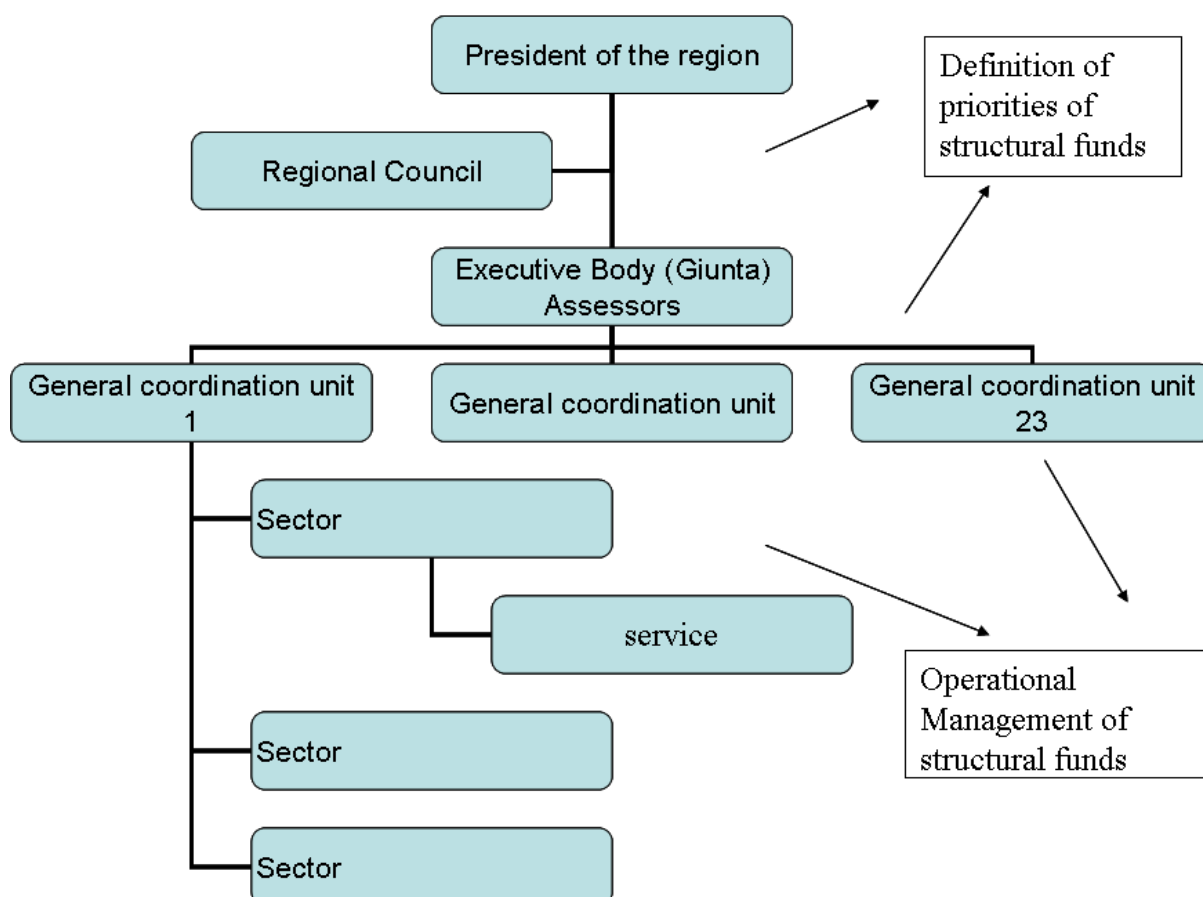 President of the region
Definition of
priorities of
structural funds
Regional Council
Executive Body (Giunta)
Assessors
General coordination unit
1
General coordination unit
General coordination unit
23
Sector
service
Operational
Management of
structural funds
Sector
Sector